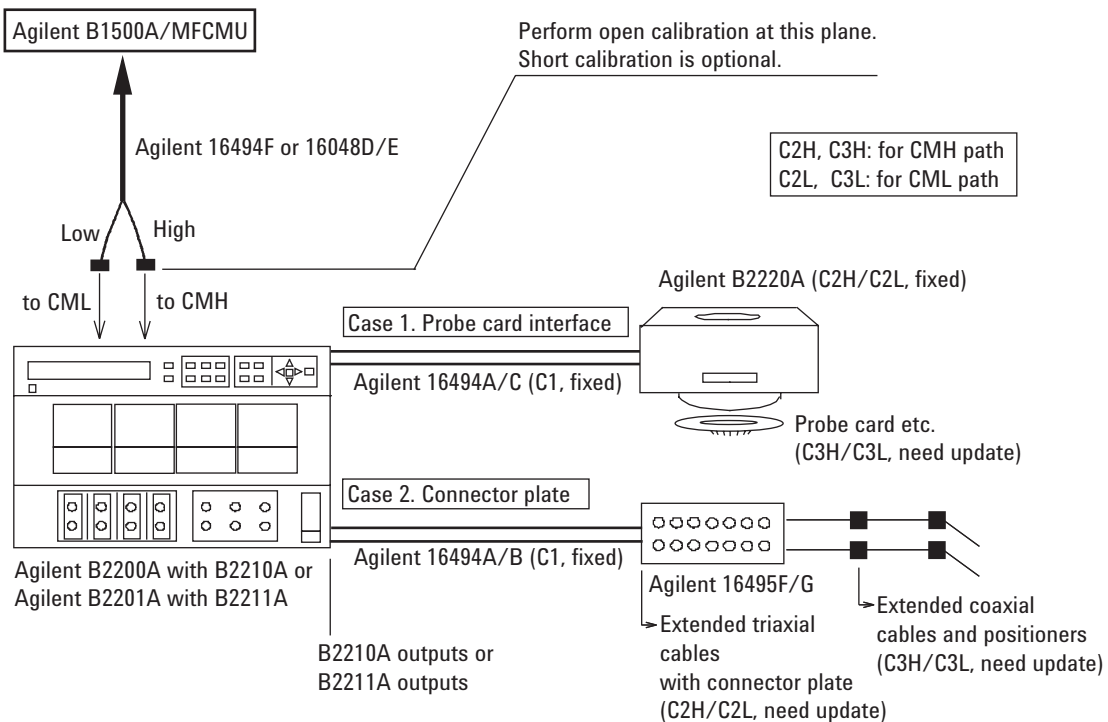 Agilent B1500A/MFCMU
Perform open calibration at this plane.
Short calibration is optional.
Agilent 16494F or 16048D/E
C2H, C3H: for CMH path
C2L, C3L: for CML path
Low
High
to CML
to CMH
Agilent B2220A (C2H/C2L, fixed)
Case 1. Probe card interface
Agilent 16494A/C (C1, fixed)
Probe card etc.
(C3H/C3L, need update)
Case 2. Connector plate
Agilent 16494A/B (C1, fixed)
Agilent B2200A with B2210A or
Agilent B2201A with B2211A
Agilent 16495F/G
B2210A outputs or
B2211A outputs
Extended triaxial
cables
with connector plate
(C2H/C2L, need update)
Extended coaxial
cables and positioners
(C3H/C3L, need update)